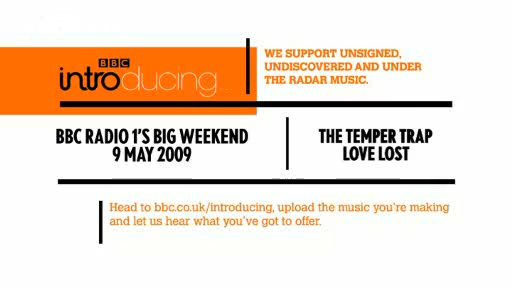 BBC
introducing...
WE SUPPORT UNSIGNED,
UNDISCOVERED AND UNDER
THE RADAR MUSIC.
BBC RADIO 1'S BIG WEEKEND
9 MAY 2009
THE TEMPER TRAP
LOVE LOST
Head to bbc.co.uk/introducing, upload the music you're making
and let us hear what you've got to offer.